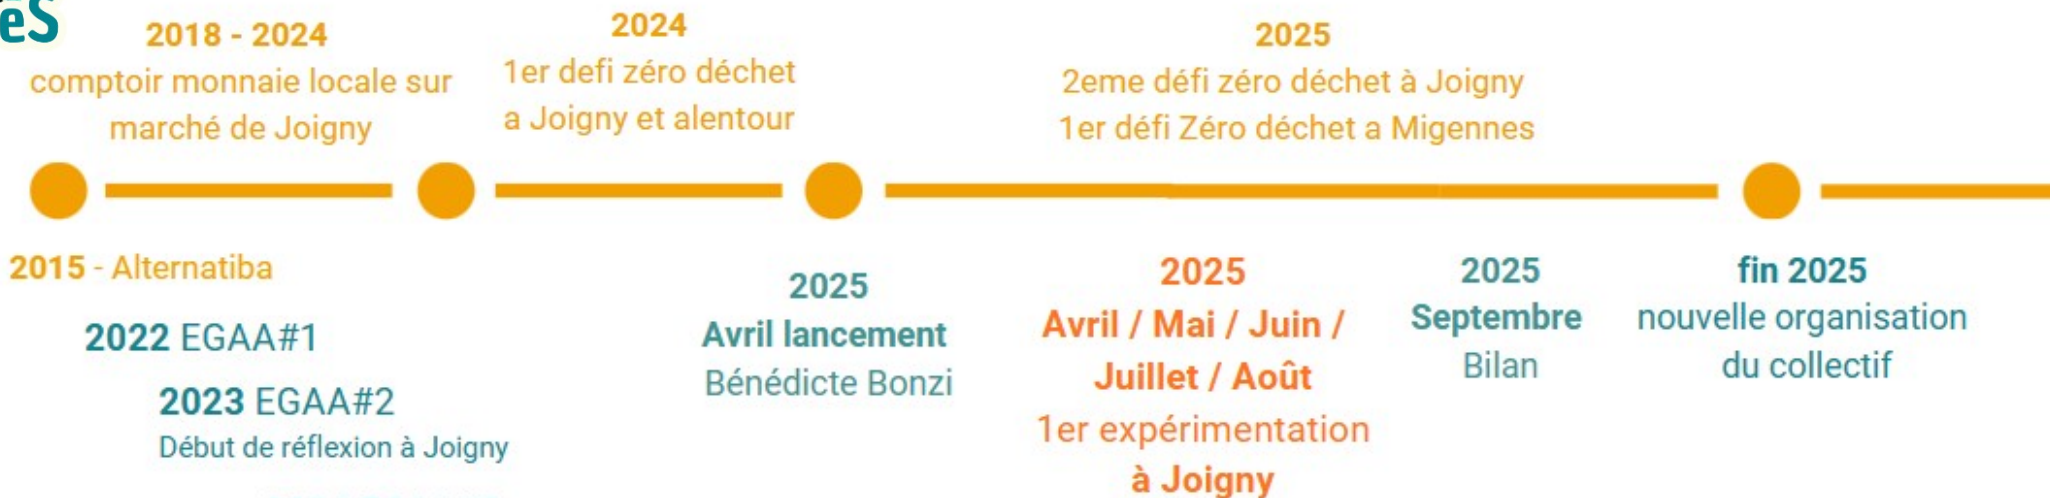 2018 - 2024
comptoir monnaie locale sur
marché de Joigny
2024
1er defi zéro déchet
a Joigny et alentour
2025
2eme défi zéro déchet à Joigny
1er défi Zéro déchet a Migennes
2015 - Alternatiba
2022 EGAA#1
2023 EGAA#2
Début de réflexion à Joigny
2025
Avril lancement
Bénédicte Bonzi
2025
Avril / Mai / Juin /
Juillet / Août
1er expérimentation
à Joigny
2025
Septembre
Bilan
fin 2025
nouvelle organisation
du collectif